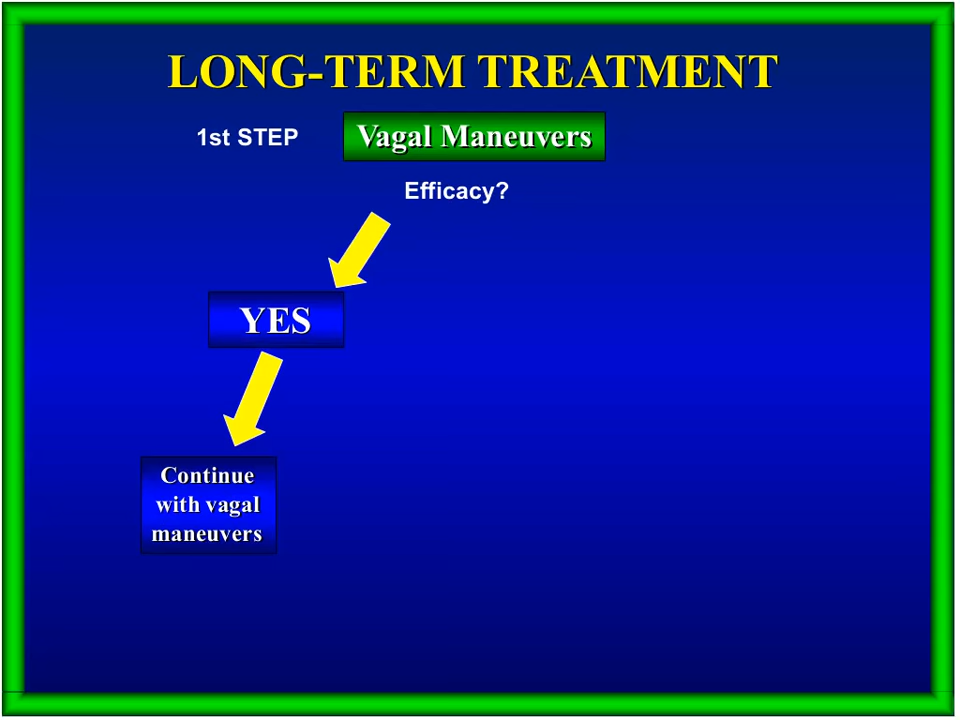 LONG-TERM TREATMENT
1st STEP
Vagal Maneuvers
Efficacy?
YES
Continue
with vagal
maneuvers